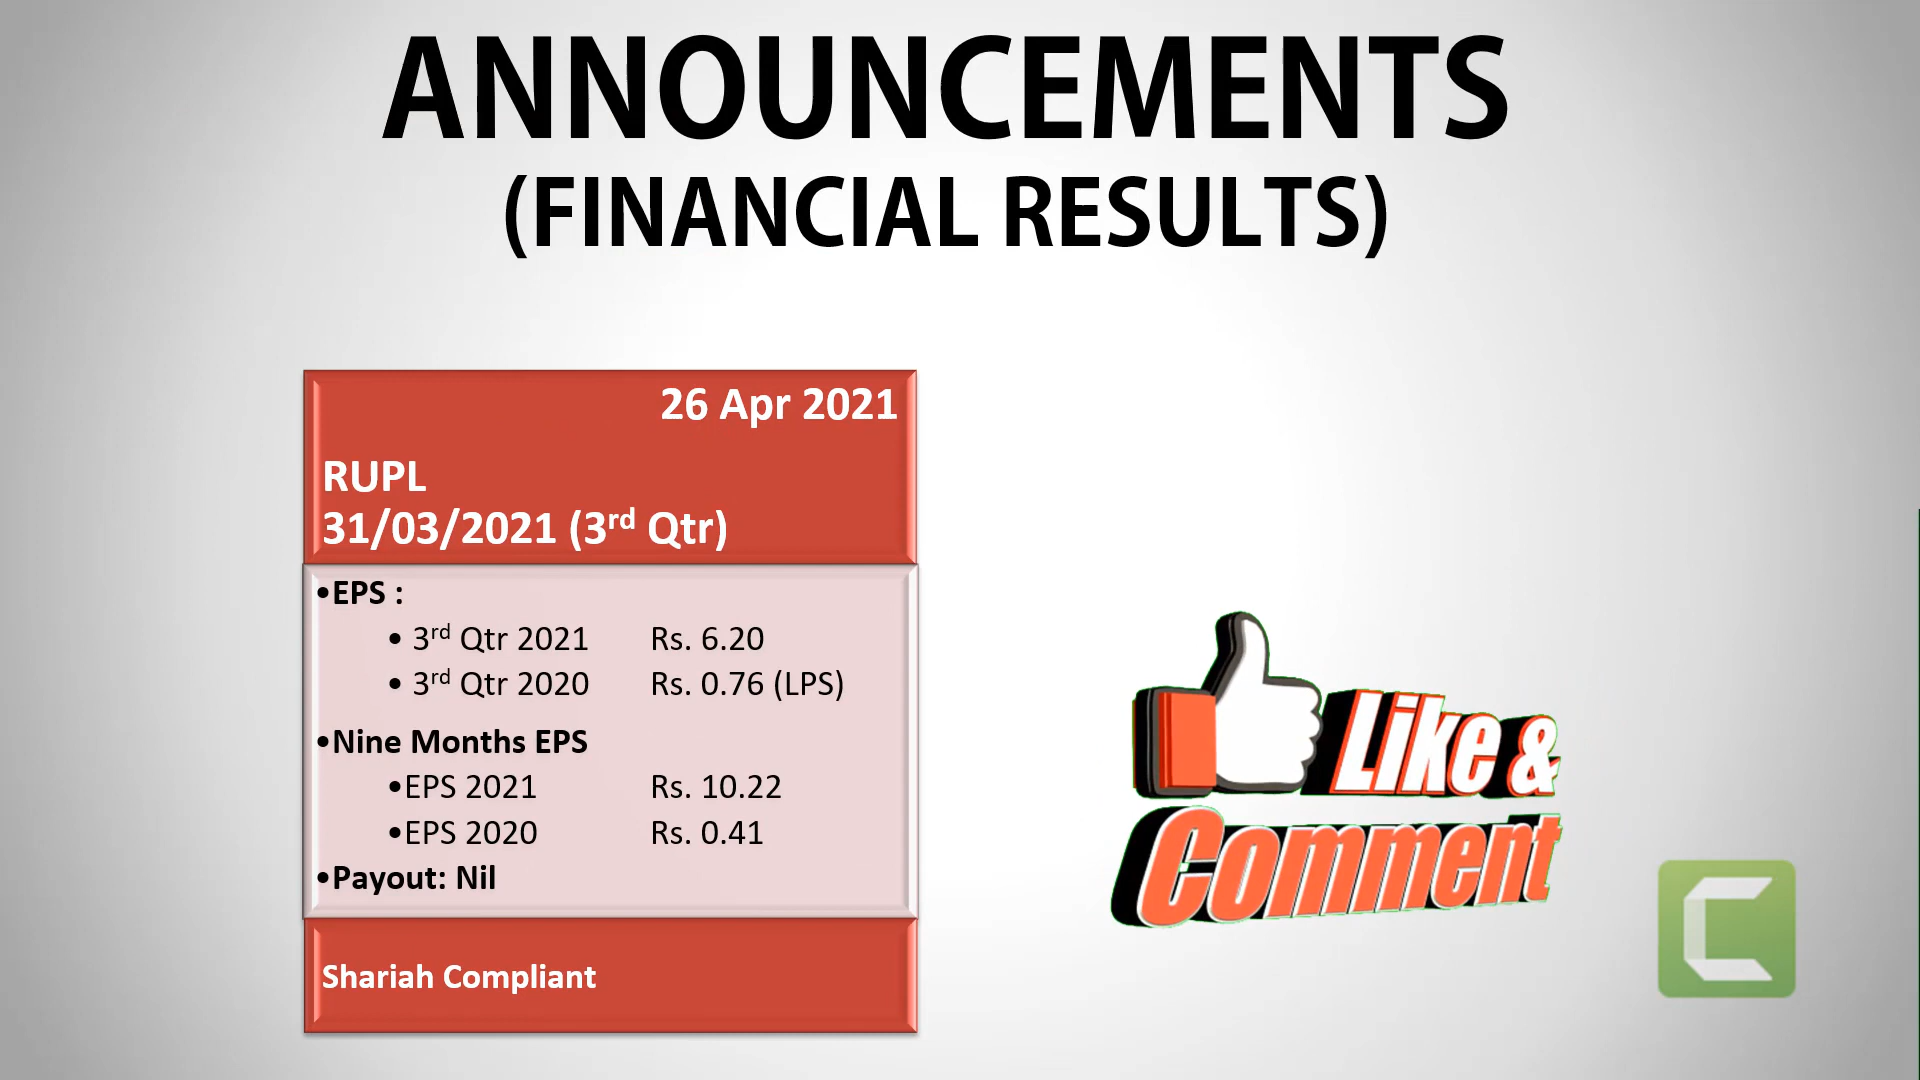 ANNOUNCEMENTS
(FINANCIAL RESULTS)
26 Apr 2021
RUPL
31/03/2021 (3rd Qtr)
•EPS :
• 3rd Qtr 2021 Rs. 6.20
• 3rd Qtr 2020 Rs. 0.76 (LPS)
•Nine Months EPS
•EPS 2021 Rs. 10.22
•EPS 2020 Rs. 0.41
•Payout: Nil
Shariah Compliant
Like &
Comment
C